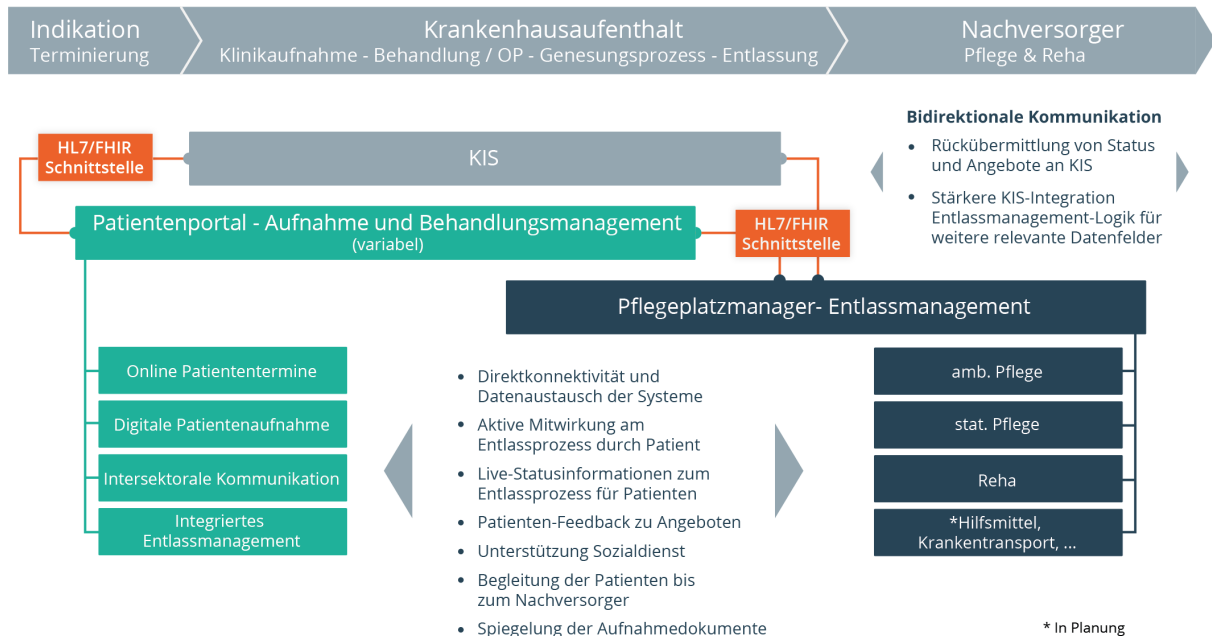 Indikation
Terminierung
Krankenhausaufenthalt
Klinikaufnahme - Behandlung / OP - Genesungsprozess - Entlassung
Nachversorger
Pflege & Reha
HL7/FHIR
Schnittstelle
KIS
Patientenportal - Aufnahme und Behandlungsmanagement
(variabel)
HL7/FHIR
Schnittstelle
Bidirektionale Kommunikation
• Rückübermittlung von Status
und Angebote an KIS
• Stärkere KIS-Integration
Entlassmanagement-Logik für
weitere relevante Datenfelder
Pflegeplatzmanager- Entlassmanagement
Online Patiententermine
Digitale Patientenaufnahme
Intersektorale Kommunikation
Integriertes
Entlassmanagement
• Direktkonnektivität und
Datenaustausch der Systeme
• Aktive Mitwirkung am
Entlassprozess durch Patient
• Live-Statusinformationen zum
Entlassprozess für Patienten
• Patienten-Feedback zu Angeboten
• Unterstützung Sozialdienst
• Begleitung der Patienten bis
zum Nachversorger
• Spiegelung der Aufnahmedokumente
amb. Pflege
stat. Pflege
Reha
*Hilfsmittel,
Krankentransport, ...
* In Planung